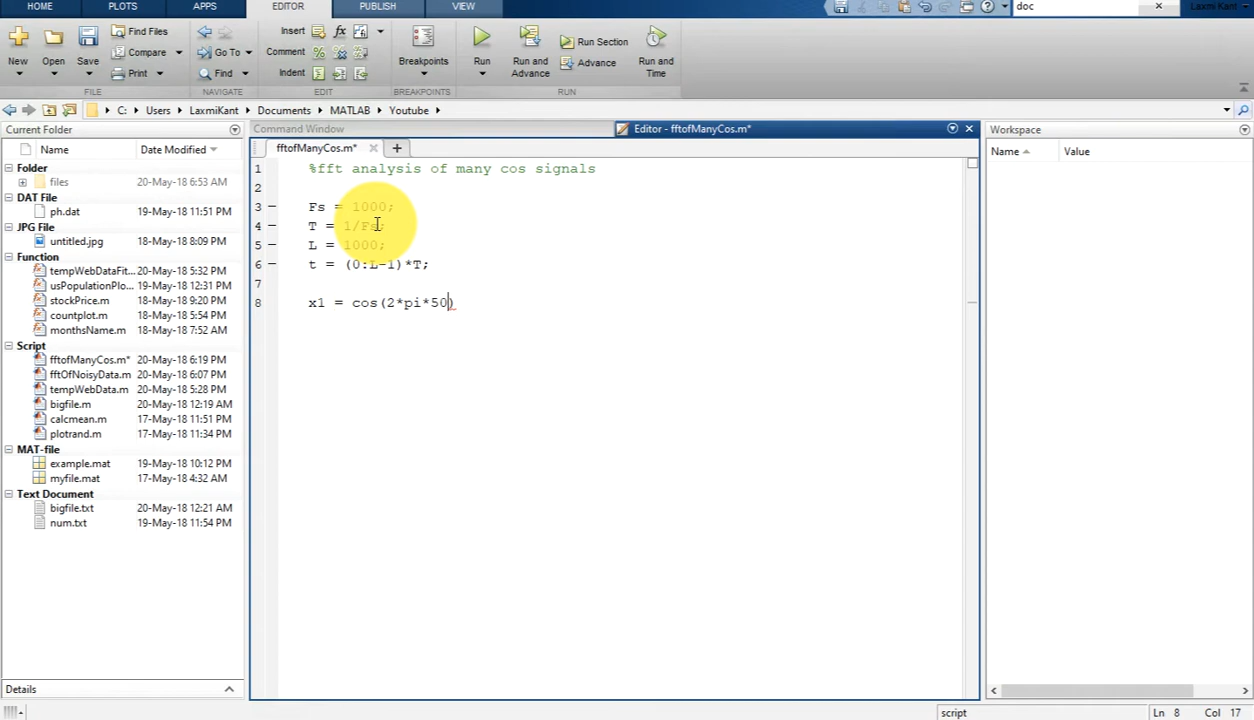 HOME PLOTS APPS EDITOR PUBLISH VIEW doc Laxmi Kant
New Open Save Find Files Compare Print
Insert Comment Indent
Go To Find
Breakpoints Run Run and Advance Run Section Advance Run and Time
FILE NAVIGATE EDIT BREAKPOINTS RUN
C: Users LaxmiKant Documents MATLAB Youtube
Current Folder
Name Date Modified
Folder
files 20-May-18 6:53 AM
DAT File
ph.dat 19-May-18 11:51 PM
JPG File
untitled.jpg 18-May-18 8:09 PM
Function
tempWebDataFit... 20-May-18 5:32 PM
usPopulationPlo... 19-May-18 12:31 PM
stockPrice.m 18-May-18 9:20 PM
countplot.m 18-May-18 5:54 PM
monthsName.m 18-May-18 7:52 AM
Script
fftofManyCos.m* 20-May-18 6:19 PM
fftOfNoisyData.m 20-May-18 6:07 PM
tempWebData.m 20-May-18 5:28 PM
bigfile.m 20-May-18 12:19 AM
calcmean.m 17-May-18 11:51 PM
plotrand.m 17-May-18 11:34 PM
MAT-file
example.mat 19-May-18 10:12 PM
myfile.mat 17-May-18 4:32 AM
Text Document
bigfile.txt 20-May-18 12:21 AM
num.txt 19-May-18 11:54 PM
Details
Command Window
Editor - fftofManyCos.m*
fftofManyCos.m*
1 %fft analysis of many cos signals
2
3 Fs = 1000;
4 T = 1/Fs;
5 L = 1000;
6 t = (0:L-1)*T;
7
8 x1 = cos(2*pi*50)
Workspace
Name Value
script Ln 8 Col 17